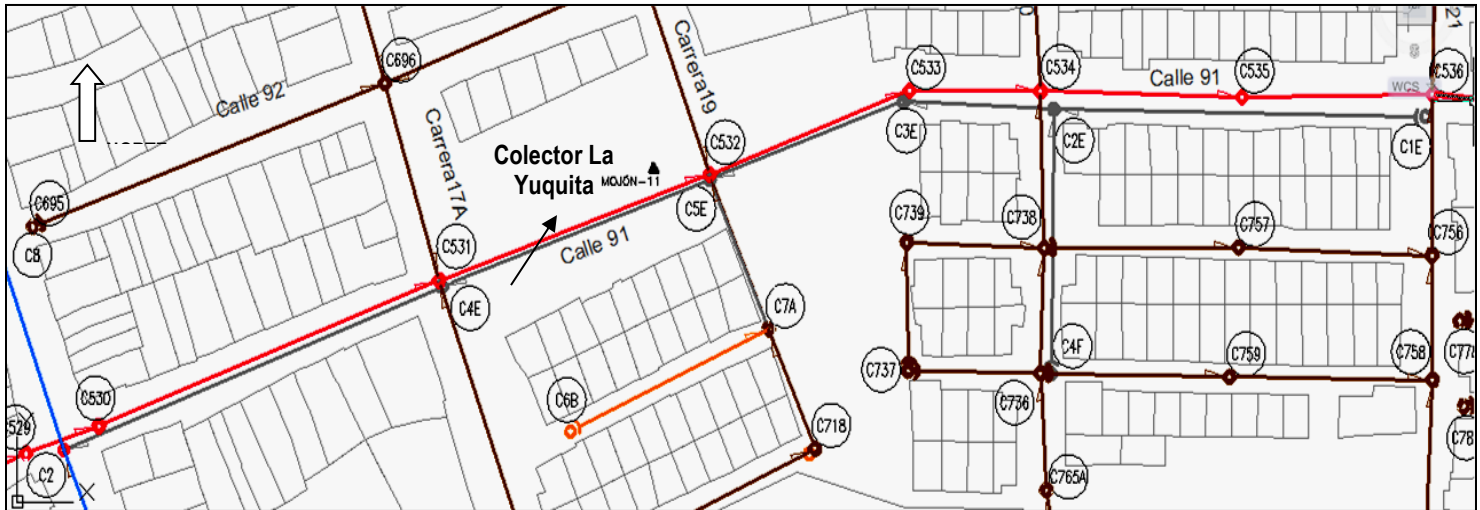 C696
C533
C534
Calle 91
C535
C536
21
WCS
Calle 92
Carrera19
Carrera17A
Colector La
Yuquita
MOJÓN-11
C532
C3E
C2E
C1E
C695
C8
C5E
C739
C738
C757
C756
C531
Calle 91
C4E
C7A
C4F
C759
C758
C737
C736
C530
C6B
C718
C529
C2
X
C765A